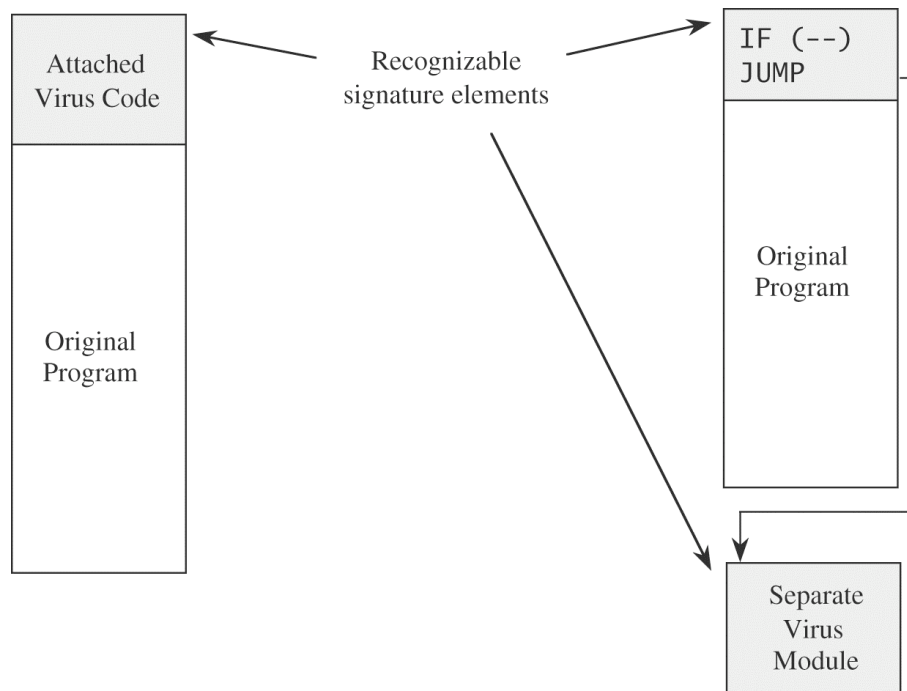 Attached
Virus Code
Original
Program
Recognizable
signature elements
IF (--)
JUMP
Original
Program
Separate
Virus
Module